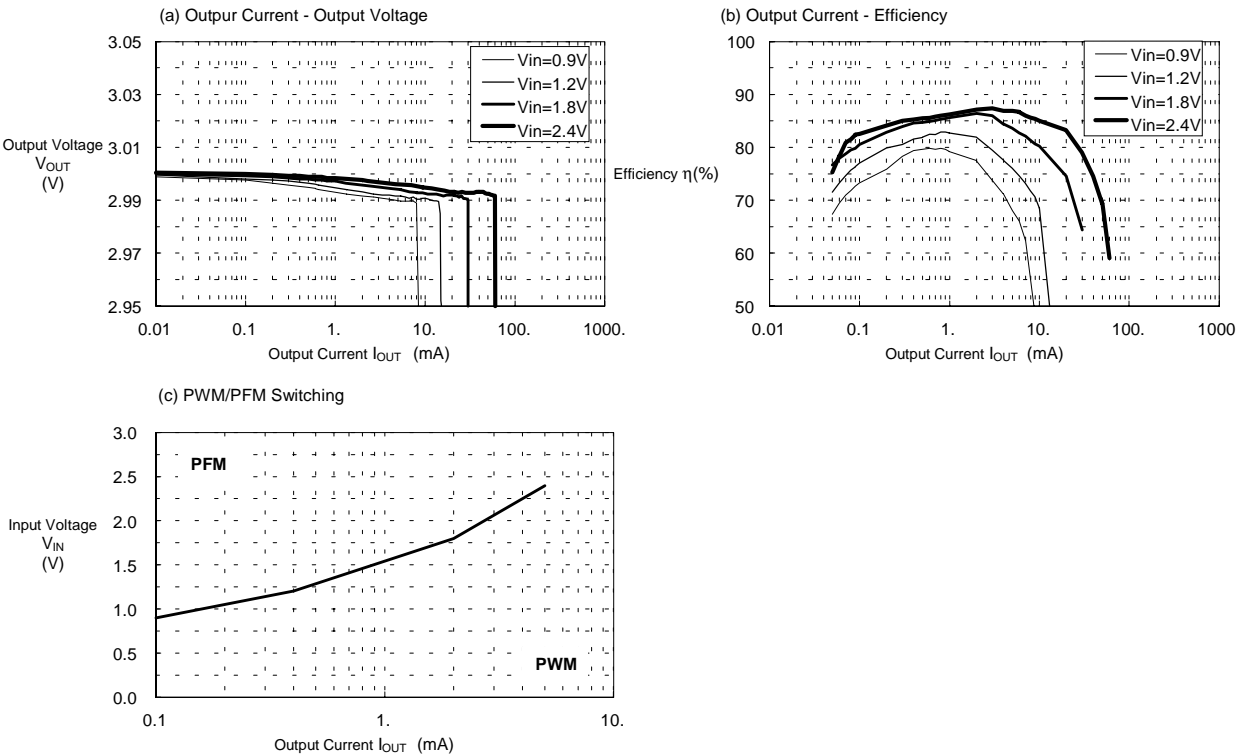 (a) Outpur Current - Output Voltage
3.05
3.03
3.01
2.99
2.97
2.95
Output Voltage
VOUT
(V)
Vin=0.9V
Vin=1.2V
Vin=1.8V
Vin=2.4V
0.01 0.10 1. 10. 100. 1000.
Output Current IOUT (mA)
(b) Output Current - Efficiency
100
90
80
70
60
50
Efficiency η(%)
Vin=0.9V
Vin=1.2V
Vin=1.8V
Vin=2.4V
0.01 0.1 1. 10. 100. 1000
Output Current IOUT (mA)
(c) PWM/PFM Switching
3.0
2.5
2.0
1.5
1.0
0.5
0.0
Input Voltage
VIN
(V)
PFM
PWM
0.1 1. 10.
Output Current IOUT (mA)